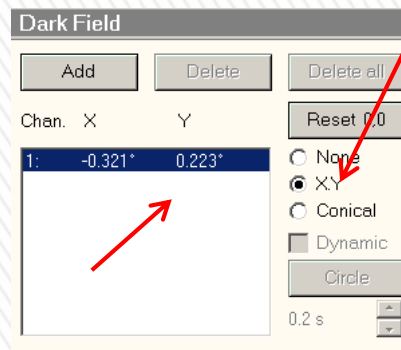 Dark Field
Add Delete Delete all
Chan. X Y Reset 0,0
1: -0.321° 0.223° None
X.Y
Conical
Dynamic
Circle
0.2 s